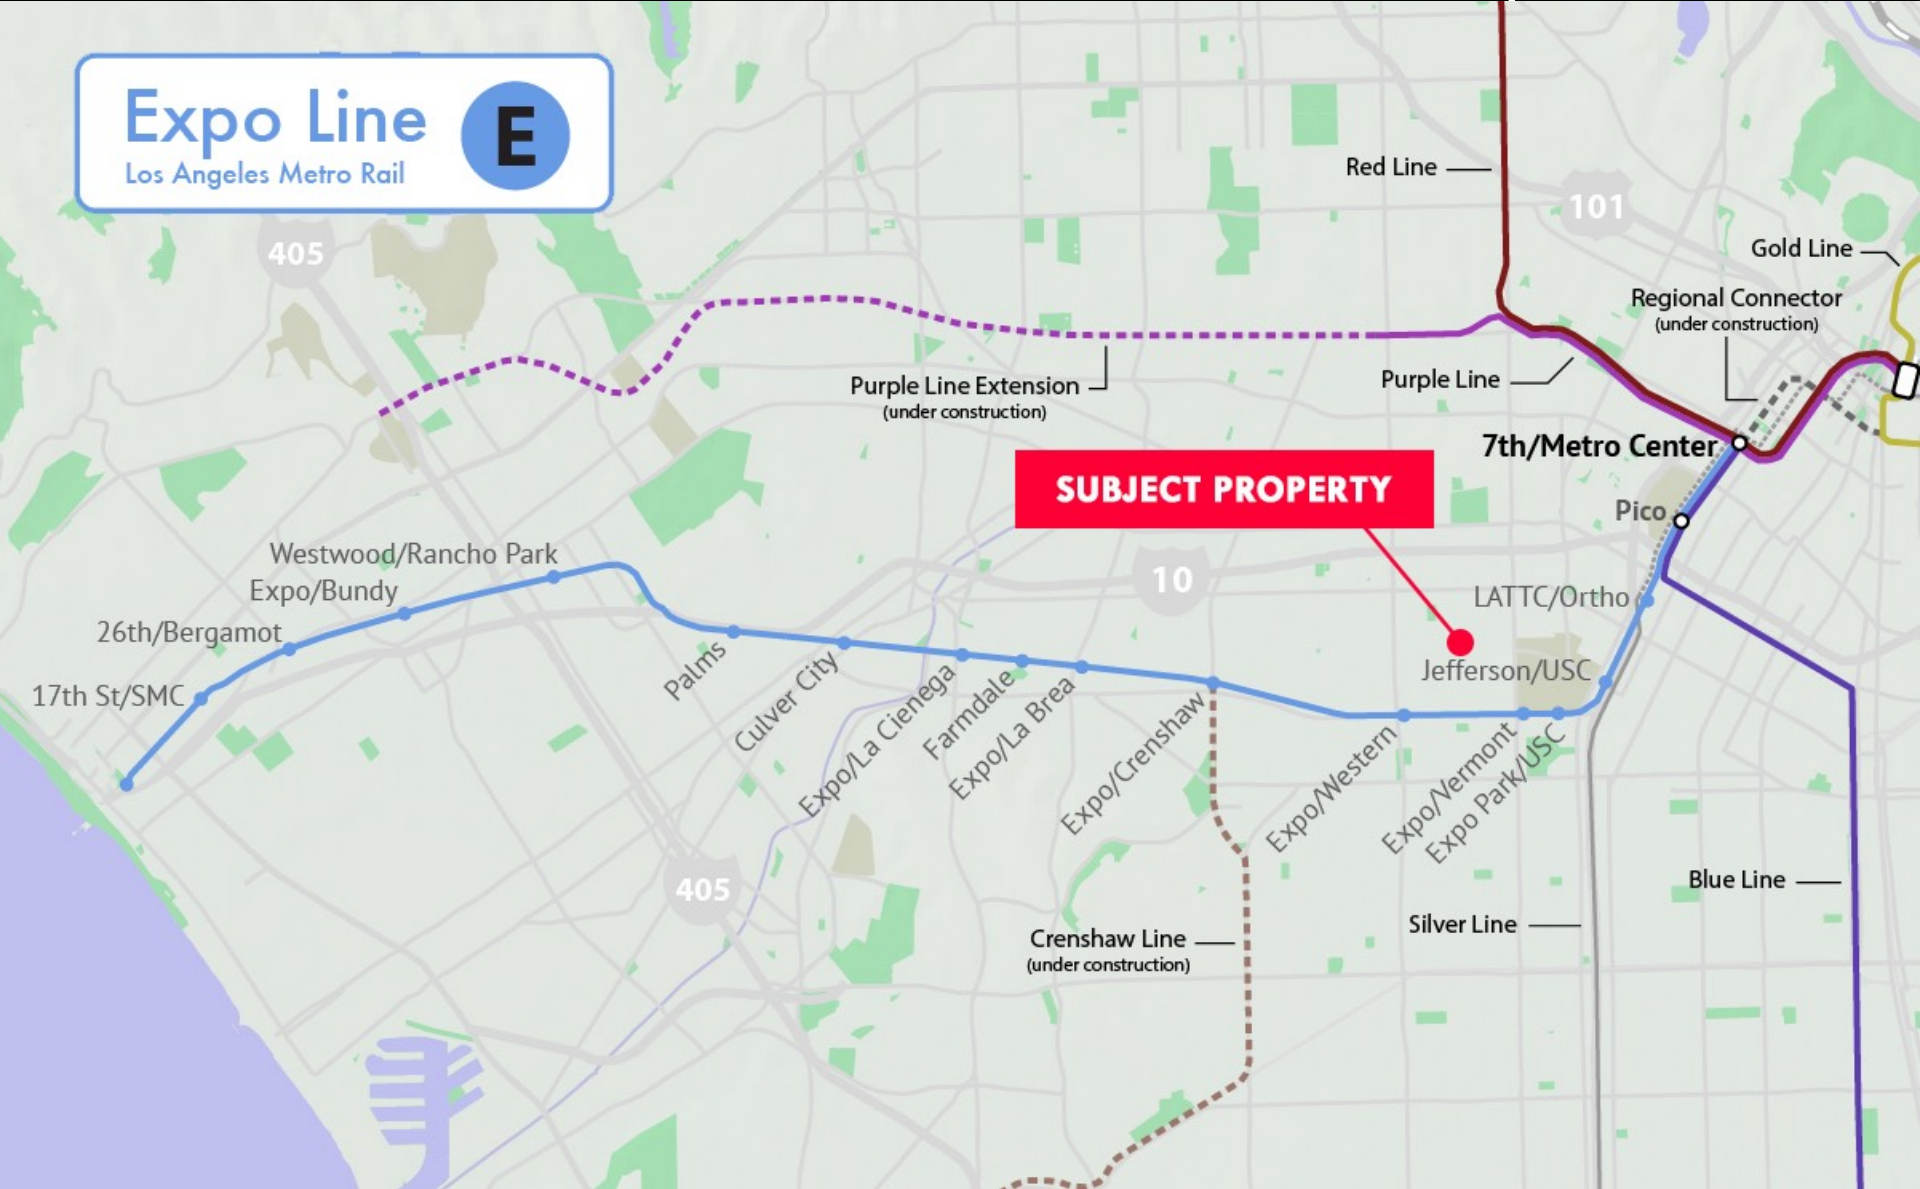 Expo Line
E
Los Angeles Metro Rail
Red Line
101
405
Gold Line
Regional Connector
(under construction)
Purple Line Extension
(under construction)
Purple Line
7th/Metro Center
SUBJECT PROPERTY
Pico
Westwood/Rancho Park
Expo/Bundy
10
LATTC/Ortho
26th/Bergamot
Jefferson/USC
17th St/SMC
Palms
Culver City
Expo/La Cienega
Farmdale
Expo/La Brea
Expo/Crenshaw
Expo/Western
Expo/Vermont
Expo Park/USC
405
Blue Line
Silver Line
Crenshaw Line
(under construction)